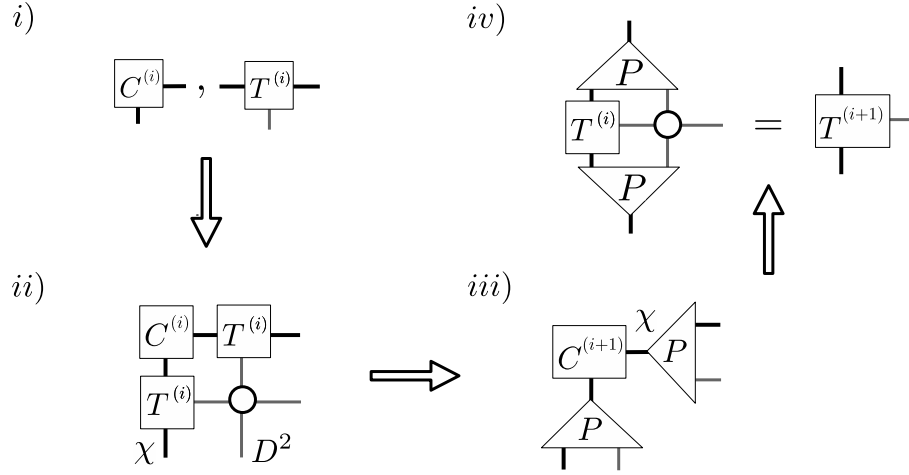 i)
C^{(i)} , T^{(i)}
ii)
C^{(i)} T^{(i)}
T^{(i)}
χ D^2
iii)
χ
C^{(i+1)} P
P
iv)
P
T^{(i)} = T^{(i+1)}
P